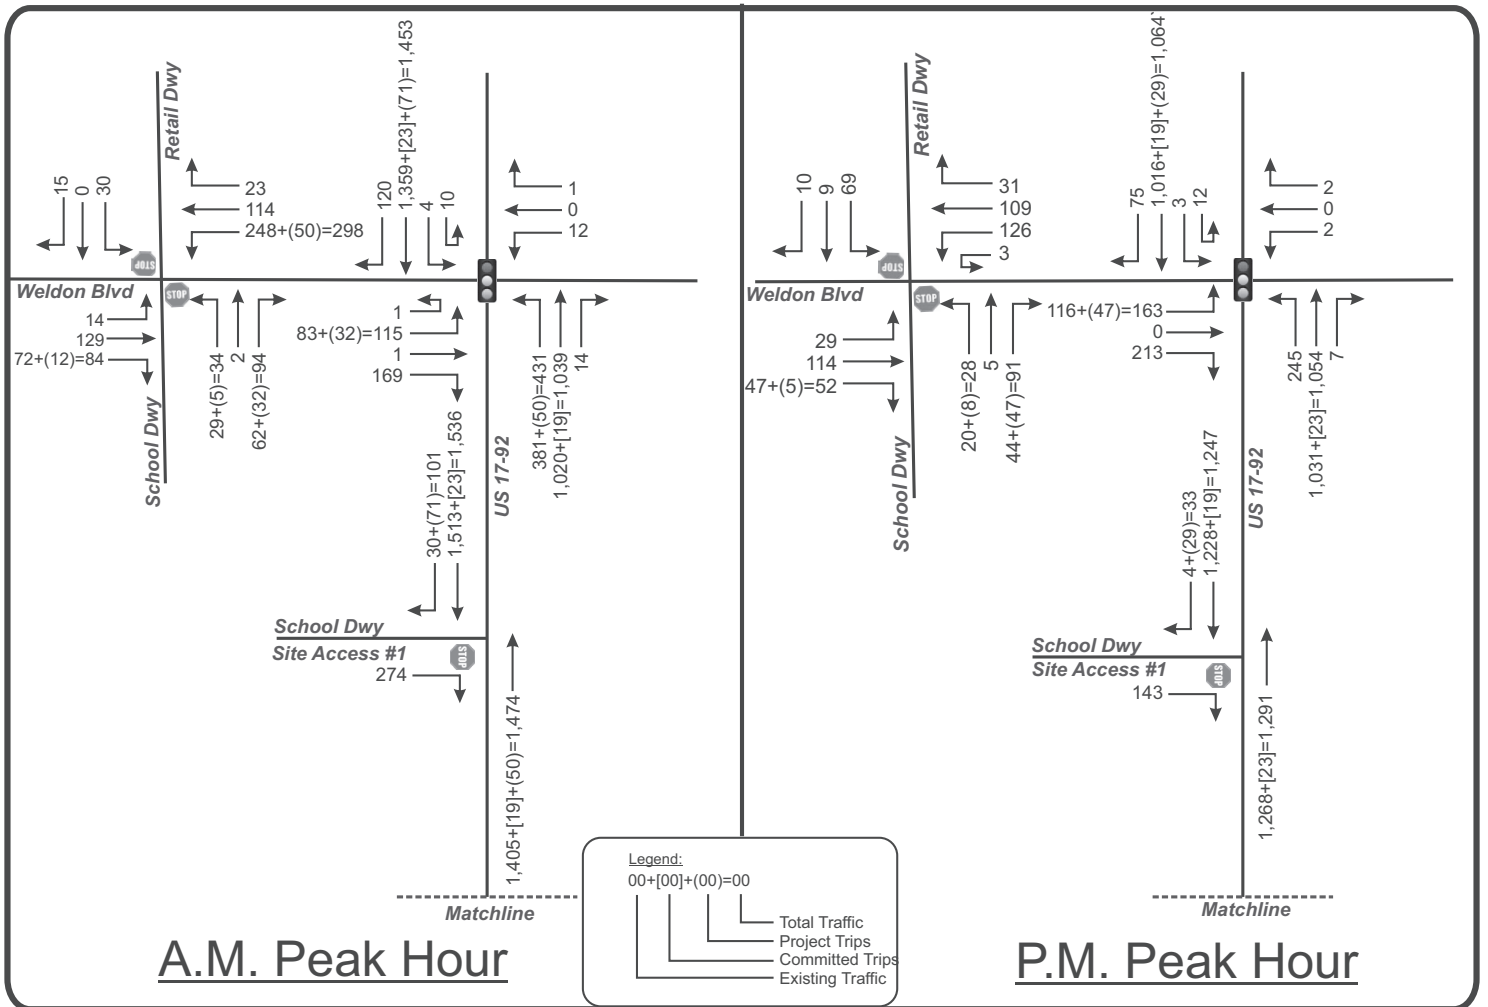 Retail Dwy
15
0
30
23
114
248+(50)=298
120
1,359+[23]+(71)=1,453
4
10
1
0
12
STOP
Weldon Blvd
STOP
14
129
72+(12)=84
School Dwy
29+(5)=34
2
62+(32)=94
1
83+(32)=115
1
169
381+(50)=431
1,020+[19]=1,039
14
US 17-92
30+(71)=101
1,513+[23]=1,536
School Dwy
Site Access #1
STOP
274
1,405+[19]+(50)=1,474
Matchline
A.M. Peak Hour
Retail Dwy
10
9
69
31
109
126
3
75
1,016+[19]+(29)=1,064
3
12
2
0
2
STOP
Weldon Blvd
STOP
29
114
47+(5)=52
School Dwy
20+(8)=28
5
44+(47)=91
116+(47)=163
0
213
245
1,031+[23]=1,054
7
US 17-92
4+(29)=33
1,228+[19]=1,247
School Dwy
Site Access #1
STOP
143
1,268+[23]=1,291
Matchline
P.M. Peak Hour
Legend:
00+[00]+(00)=00
Total Traffic
Project Trips
Committed Trips
Existing Traffic